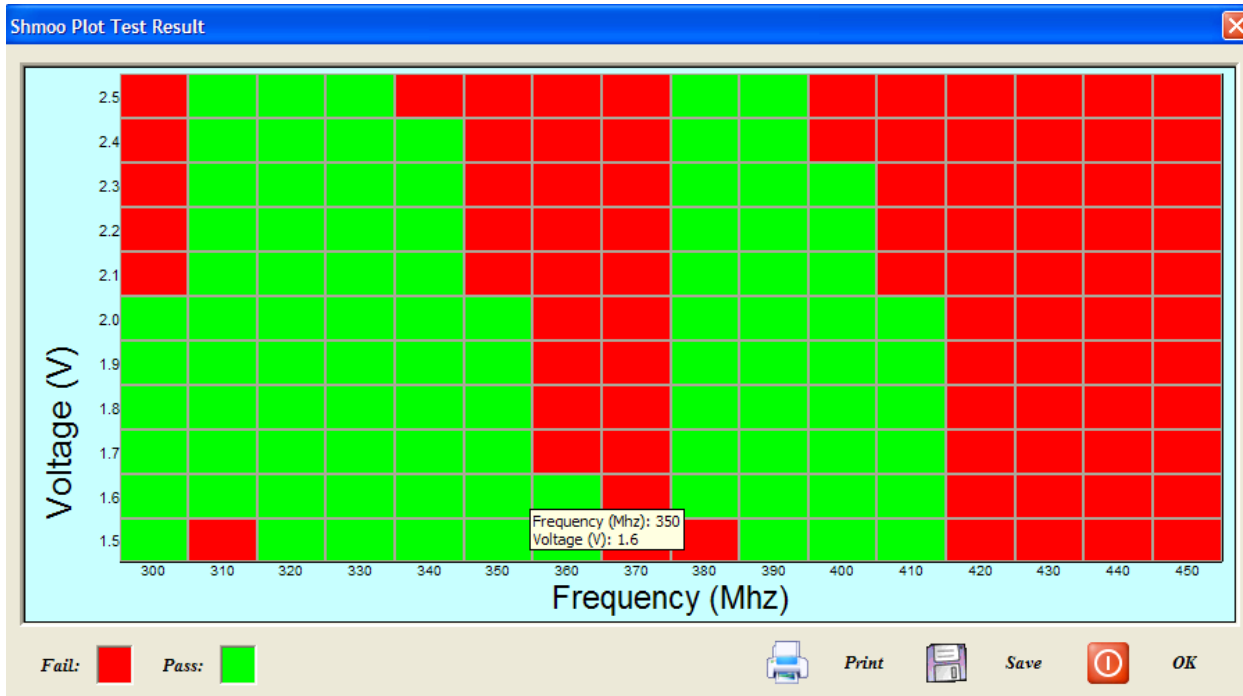 Shmoo Plot Test Result
Voltage (V)
2.5
2.4
2.3
2.2
2.1
2.0
1.9
1.8
1.7
1.6
1.5
Frequency (Mhz): 350
Voltage (V): 1.6
300 310 320 330 340 350 360 370 380 390 400 410 420 430 440 450
Frequency (Mhz)
Fail: Pass: Print Save OK